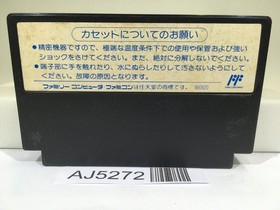 カセットについてのお願い
●精密機器ですので、極端な温度条件下での使用や保管および強い
ショックをさけてください。また、絶対に分解しないでください。
●端子部に手を触れたり、水にぬらしたりして汚さないようにして
ください。故障の原因となります。
ファミリーコンピュータ・ファミコンは任天堂の商標です。
FF
AJ5272